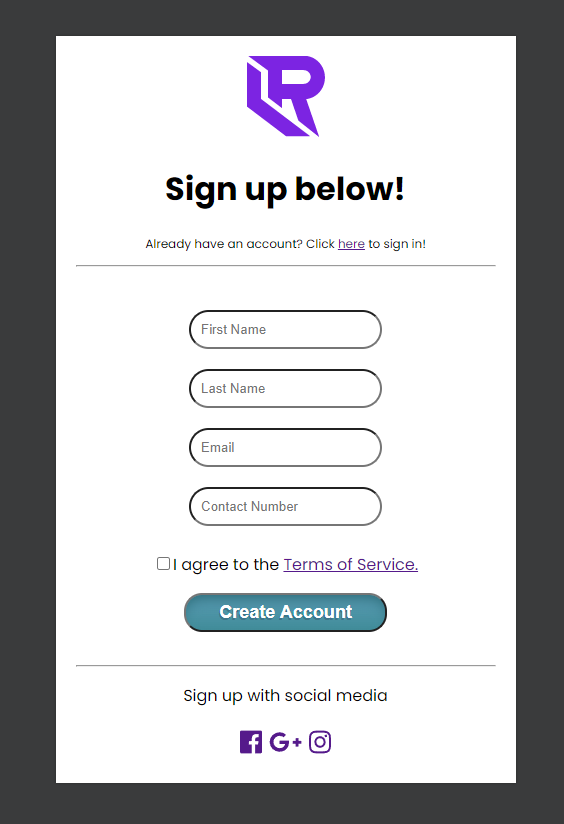 R
Sign up below!
Already have an account? Click here to sign in!
First Name
Last Name
Email
Contact Number
I agree to the Terms of Service.
Create Account
Sign up with social media
G+